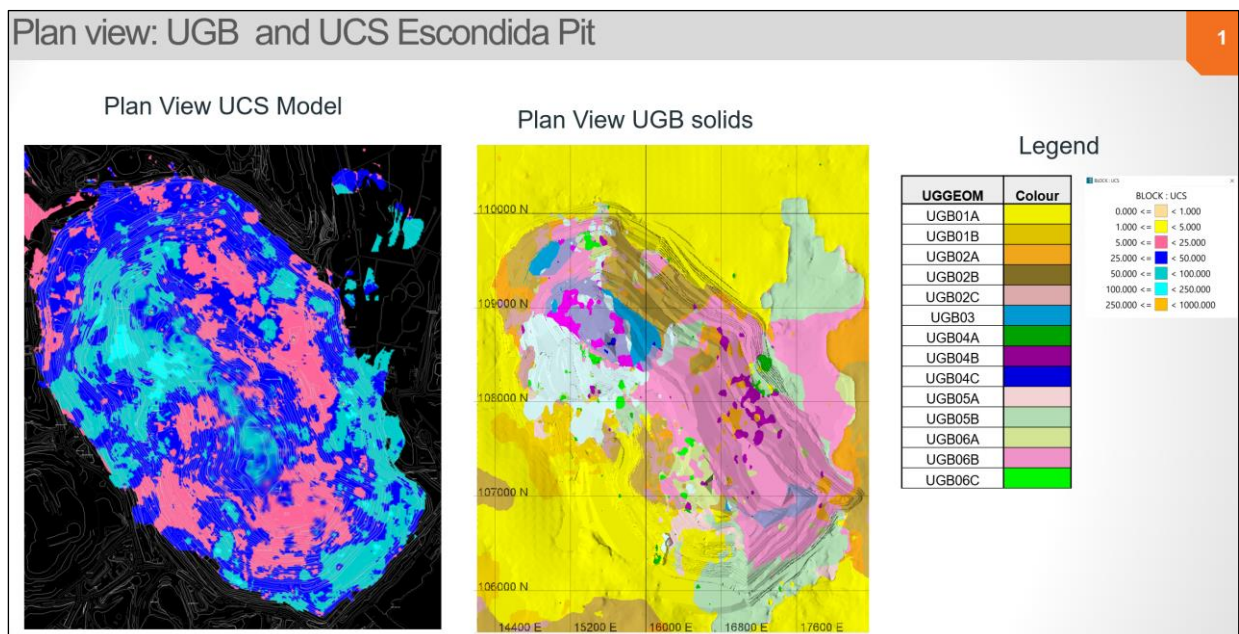 Plan view: UGB and UCS Escondida Pit
1
Plan View UCS Model
Plan View UGB solids
Legend
110000 N
109000 N
108000 N
107000 N
106000 N
14400 E
15200 E
16000 E
16800 E
17600 E
UGGEOM Colour
UGB01A
UGB01B
UGB02A
UGB02B
UGB02C
UGB03
UGB04A
UGB04B
UGB04C
UGB05A
UGB05B
UGB06A
UGB06B
UGB06C
BLOCK : UCS
BLOCK : UCS
0.000 <= < 1.000
1.000 <= < 5.000
5.000 <= < 25.000
25.000 <= < 50.000
50.000 <= < 100.000
100.000 <= < 250.000
250.000 <= < 1000.000